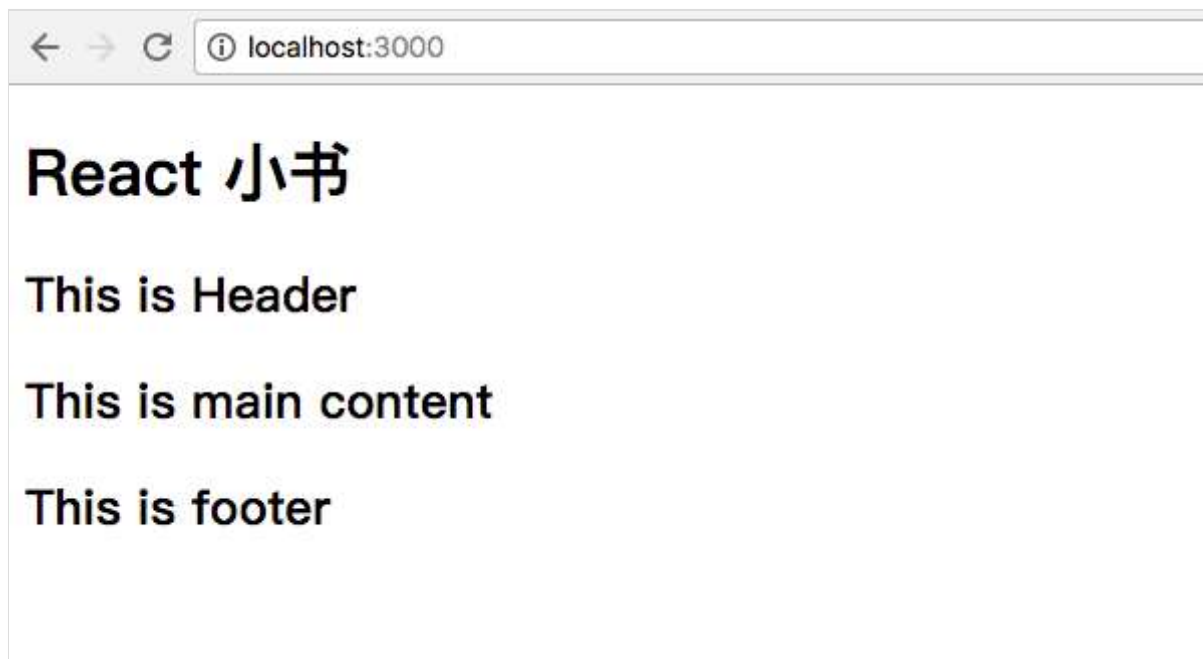 localhost:3000
React 小书
This is Header
This is main content
This is footer